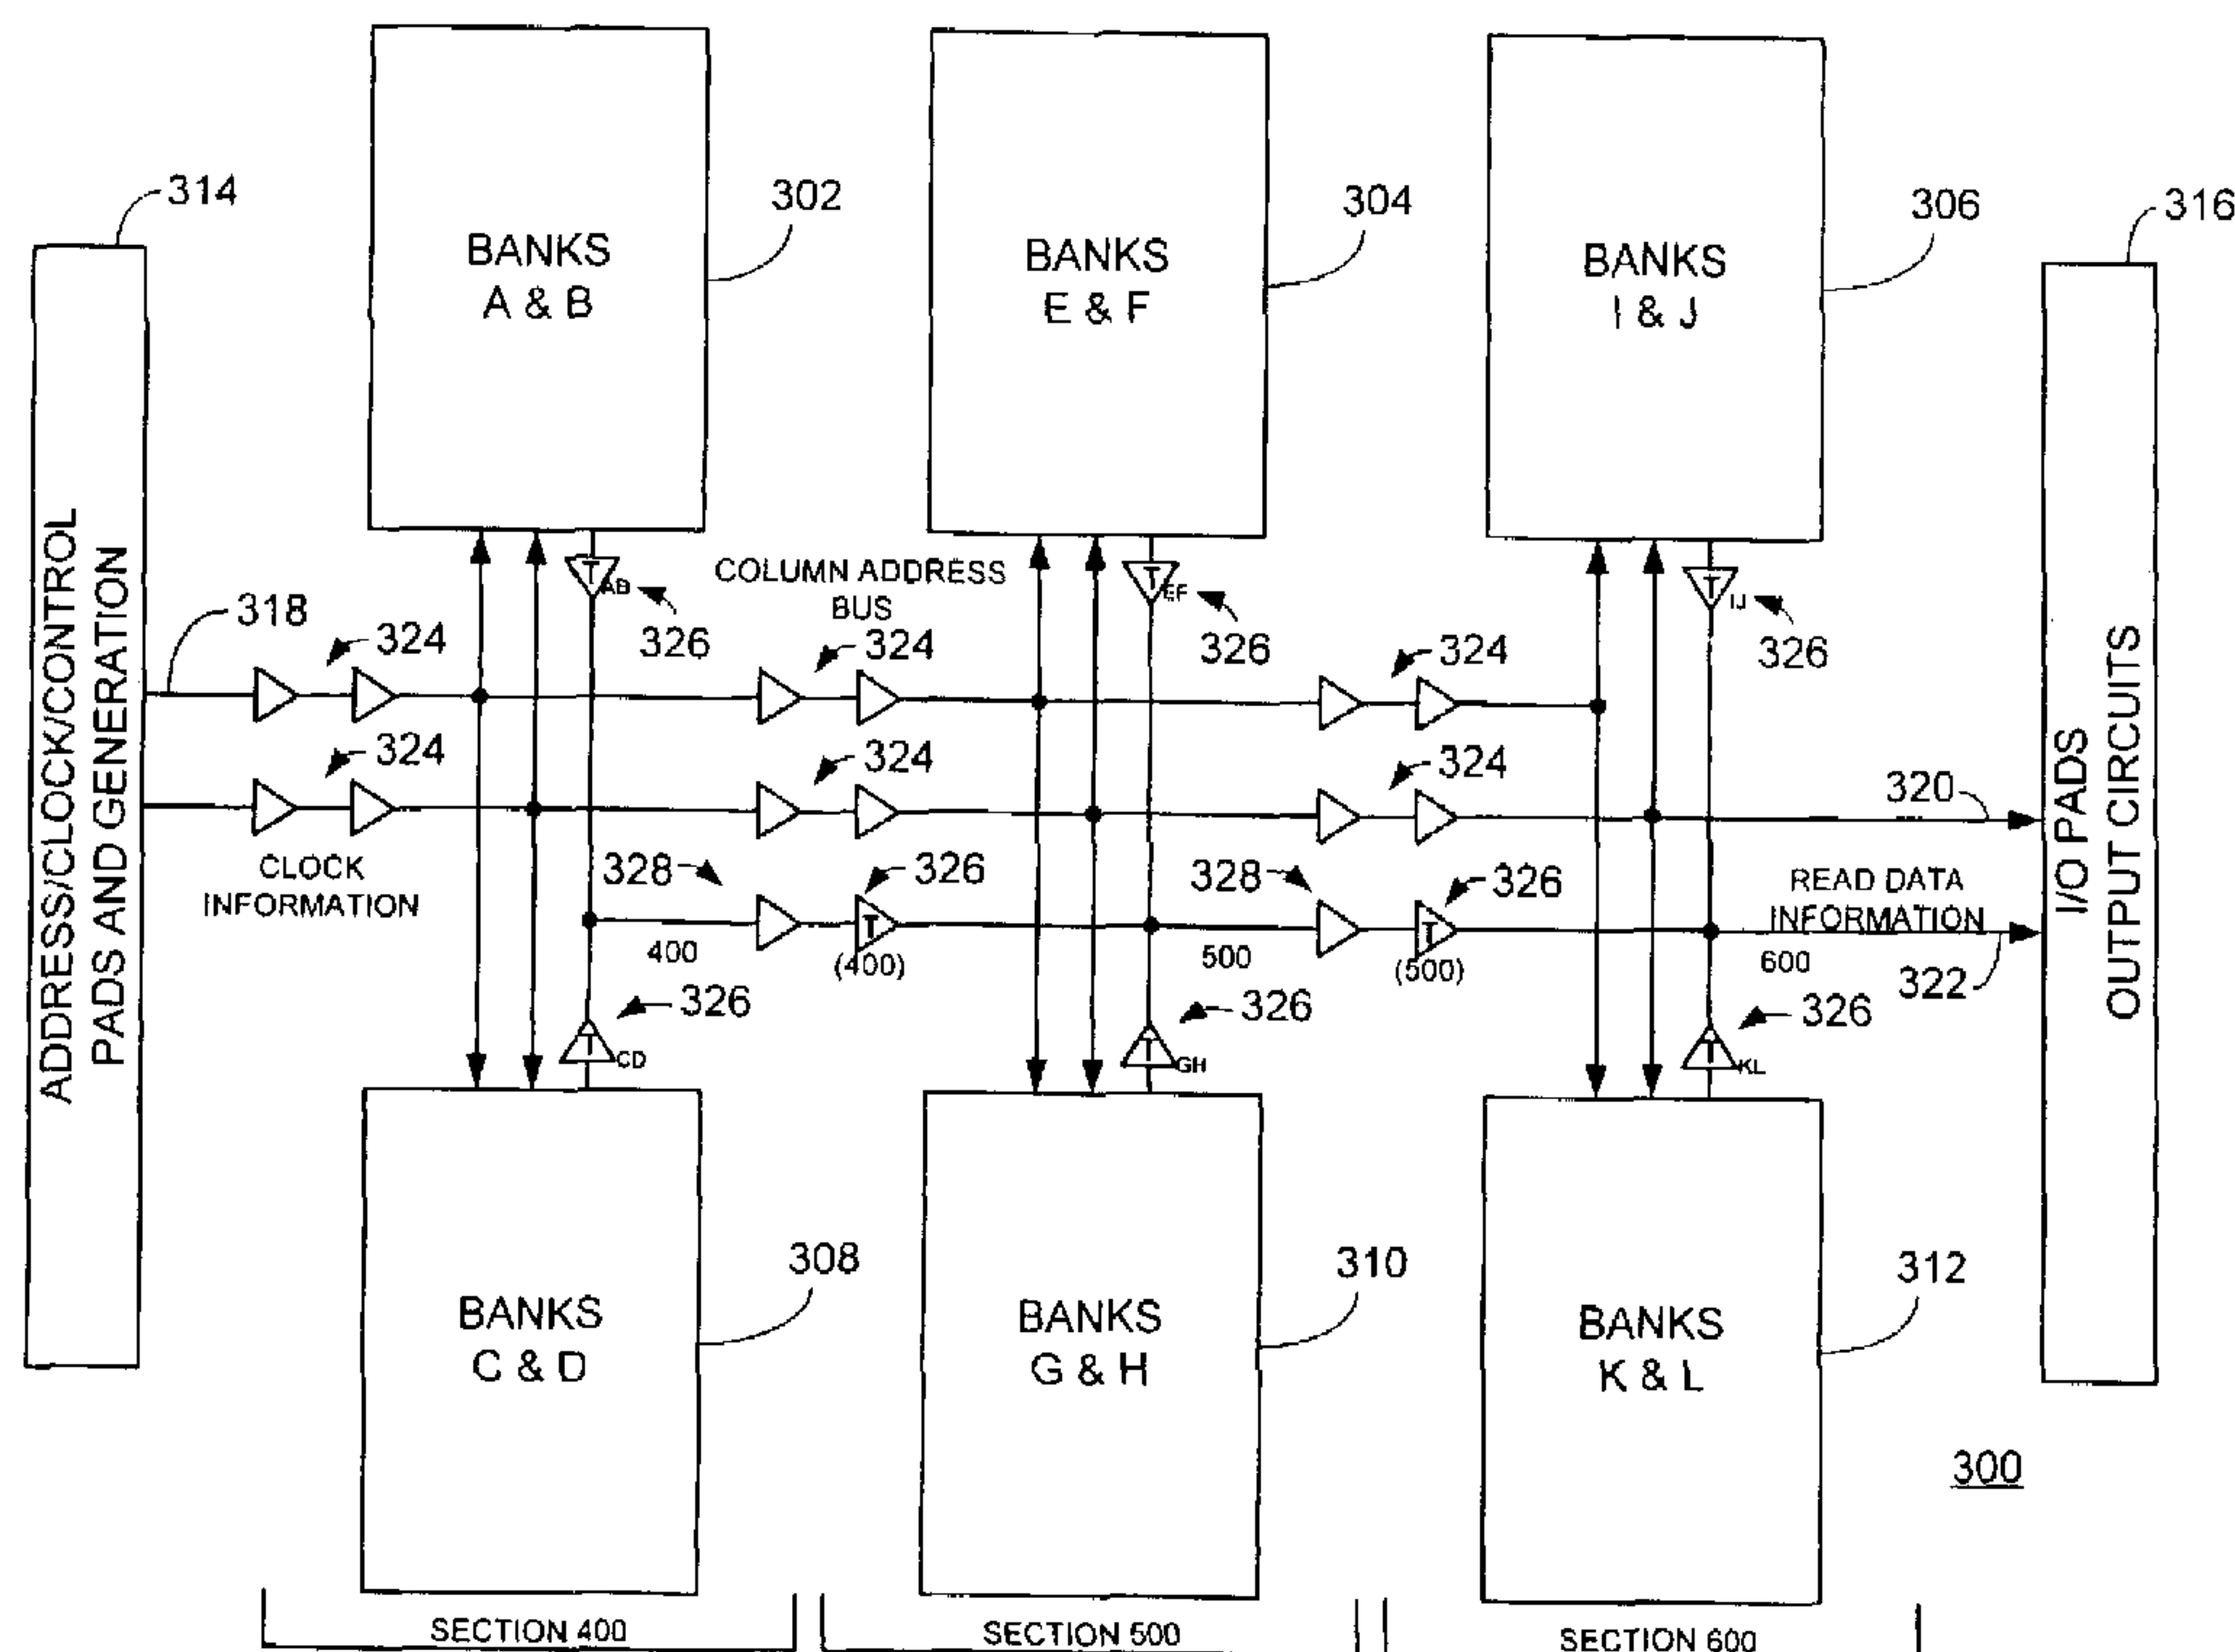 314
ADDRESS/CLOCK/CONTROL
PADS AND GENERATION
BANKS
A & B
302
BANKS
E & F
304
BANKS
I & J
306
316
I/O PADS
OUTPUT CIRCUITS
318
324
T AB
326
COLUMN ADDRESS
BUS
324
T EF
326
324
T IJ
326
324
324
324
320
CLOCK
INFORMATION
328
326
328
326
READ DATA
INFORMATION
400
T
(400)
500
T
(500)
600
322
326
T CD
326
T GH
326
T KL
BANKS
C & D
308
BANKS
G & H
310
BANKS
K & L
312
300
SECTION 400
SECTION 500
SECTION 600